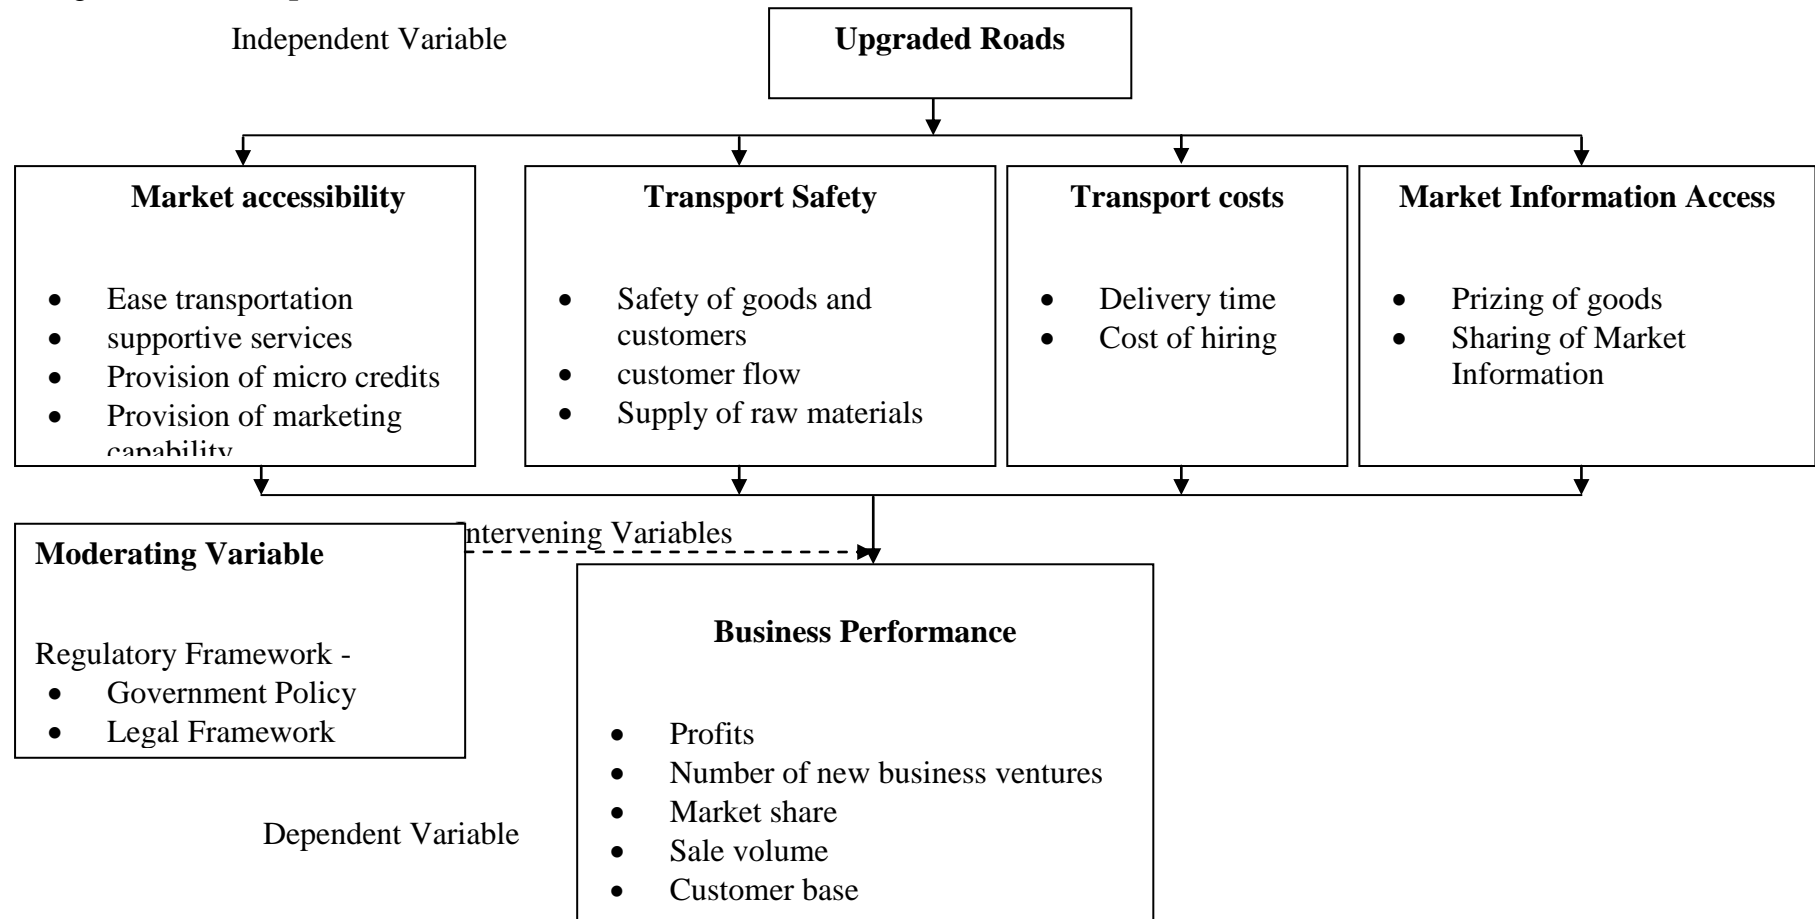 Independent Variable
Upgraded Roads
Market accessibility
• Ease transportation
• supportive services
• Provision of micro credits
• Provision of marketing
capability
Transport Safety
• Safety of goods and
customers
• customer flow
• Supply of raw materials
Transport costs
• Delivery time
• Cost of hiring
Market Information Access
• Prizing of goods
• Sharing of Market
Information
Intervening Variables
Moderating Variable
Regulatory Framework -
• Government Policy
• Legal Framework
Business Performance
• Profits
• Number of new business ventures
• Market share
• Sale volume
• Customer base
Dependent Variable